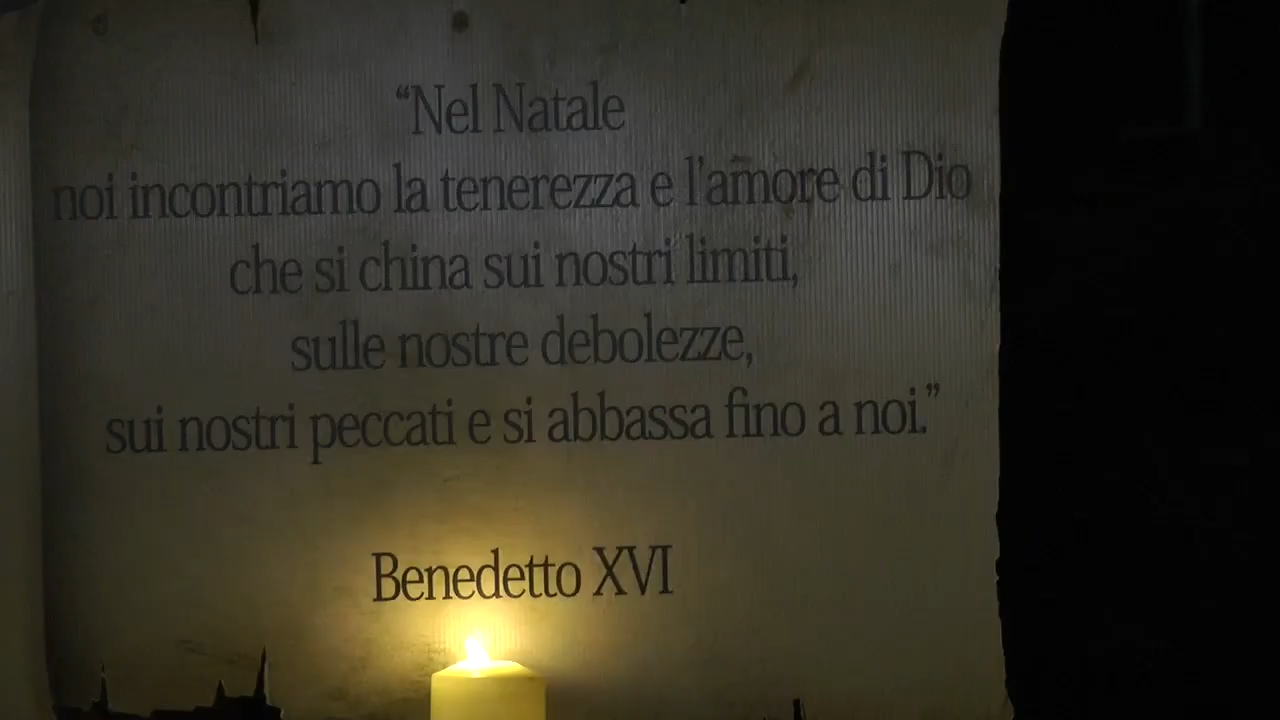 “Nel Natale
noi incontriamo la tenerezza e l'amore di Dio
che si china sui nostri limiti,
sulle nostre debolezze,
sui nostri peccati e si abbassa fino a noi.”
Benedetto XVI